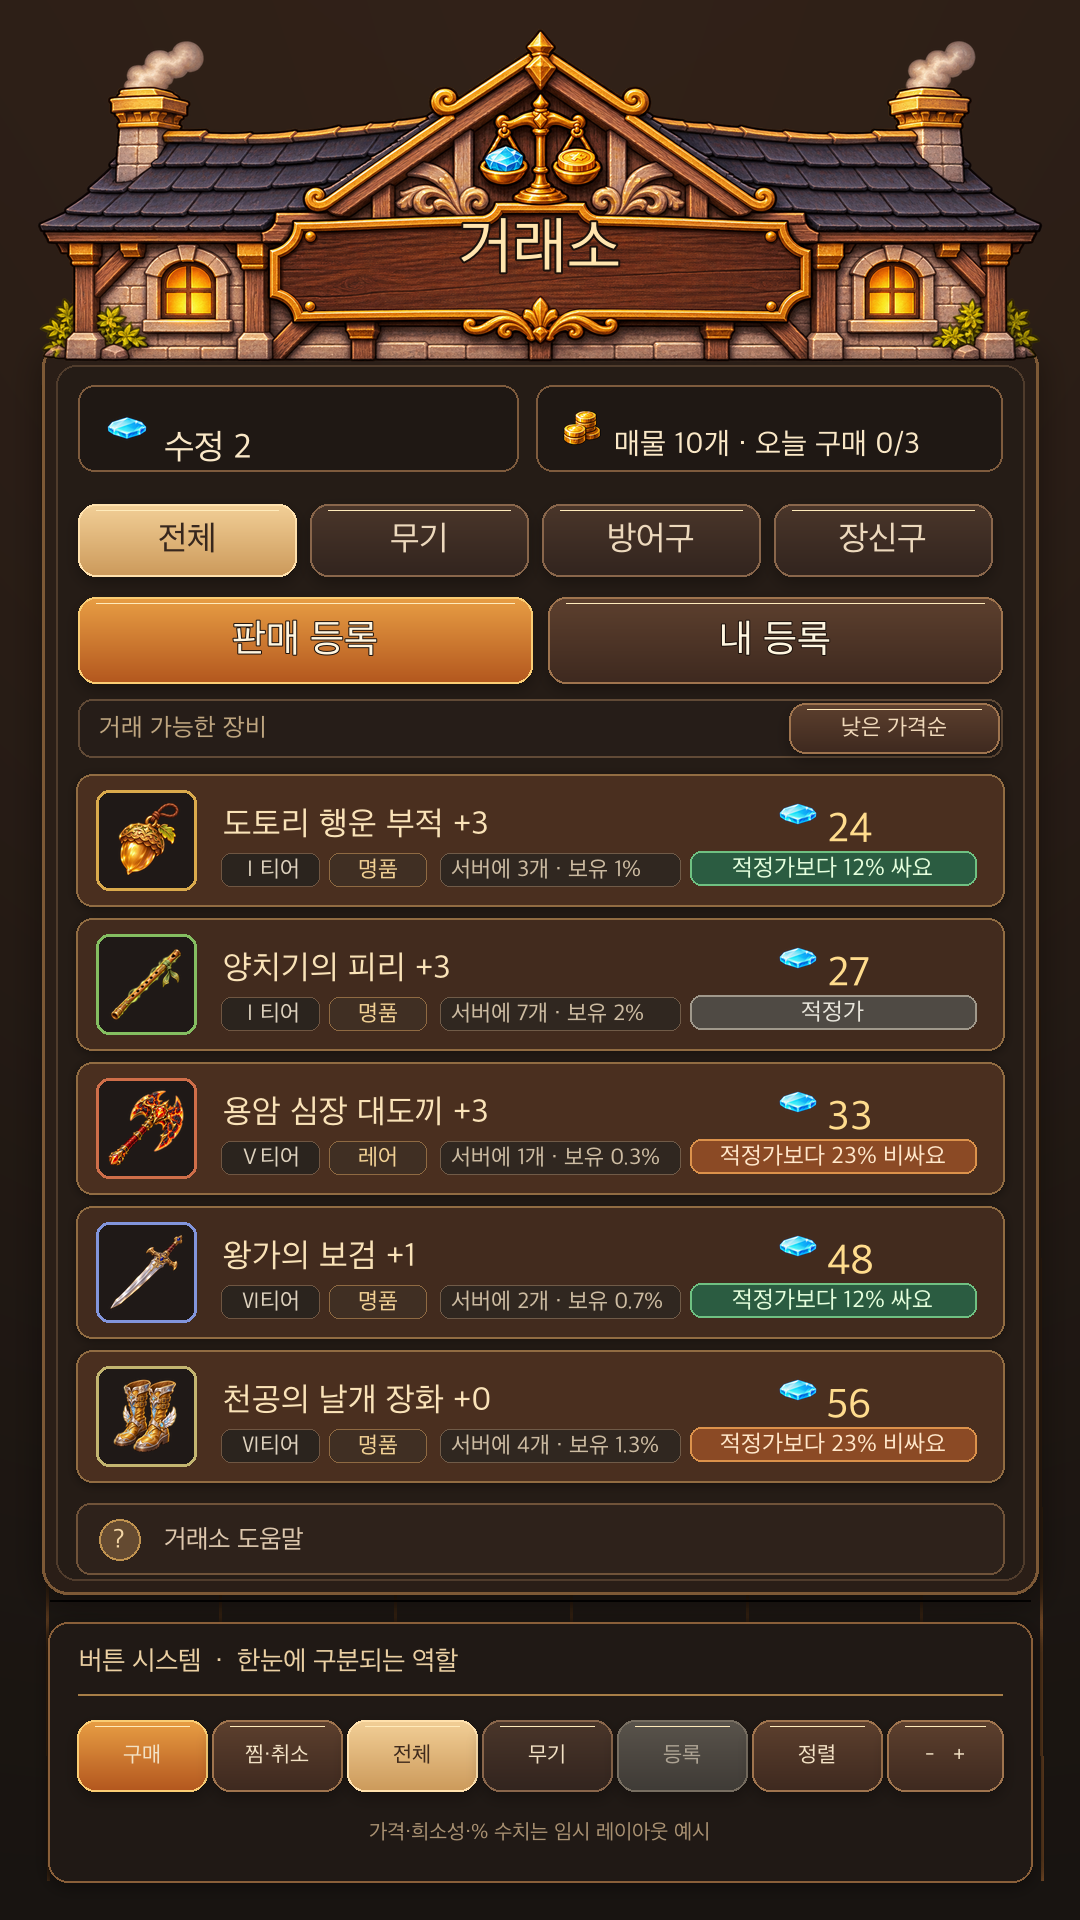 거래소
수정 2
매물 10개 · 오늘 구매 0/3
전체 무기 방어구 장신구
판매 등록 내 등록
거래 가능한 장비 낮은 가격순
도토리 행운 부적 +3 24
I 티어 명품 서버에 3개 · 보유 1% 적정가보다 12% 싸요
양치기의 피리 +3 27
I 티어 명품 서버에 7개 · 보유 2% 적정가
용암 심장 대도끼 +3 33
V 티어 레어 서버에 1개 · 보유 0.3% 적정가보다 23% 비싸요
왕가의 보검 +1 48
VI티어 명품 서버에 2개 · 보유 0.7% 적정가보다 12% 싸요
천공의 날개 장화 +0 56
VI티어 명품 서버에 4개 · 보유 1.3% 적정가보다 23% 비싸요
? 거래소 도움말
버튼 시스템 · 한눈에 구분되는 역할
구매 찜·취소 전체 무기 등록 정렬 - +
가격·희소성·% 수치는 임시 레이아웃 예시